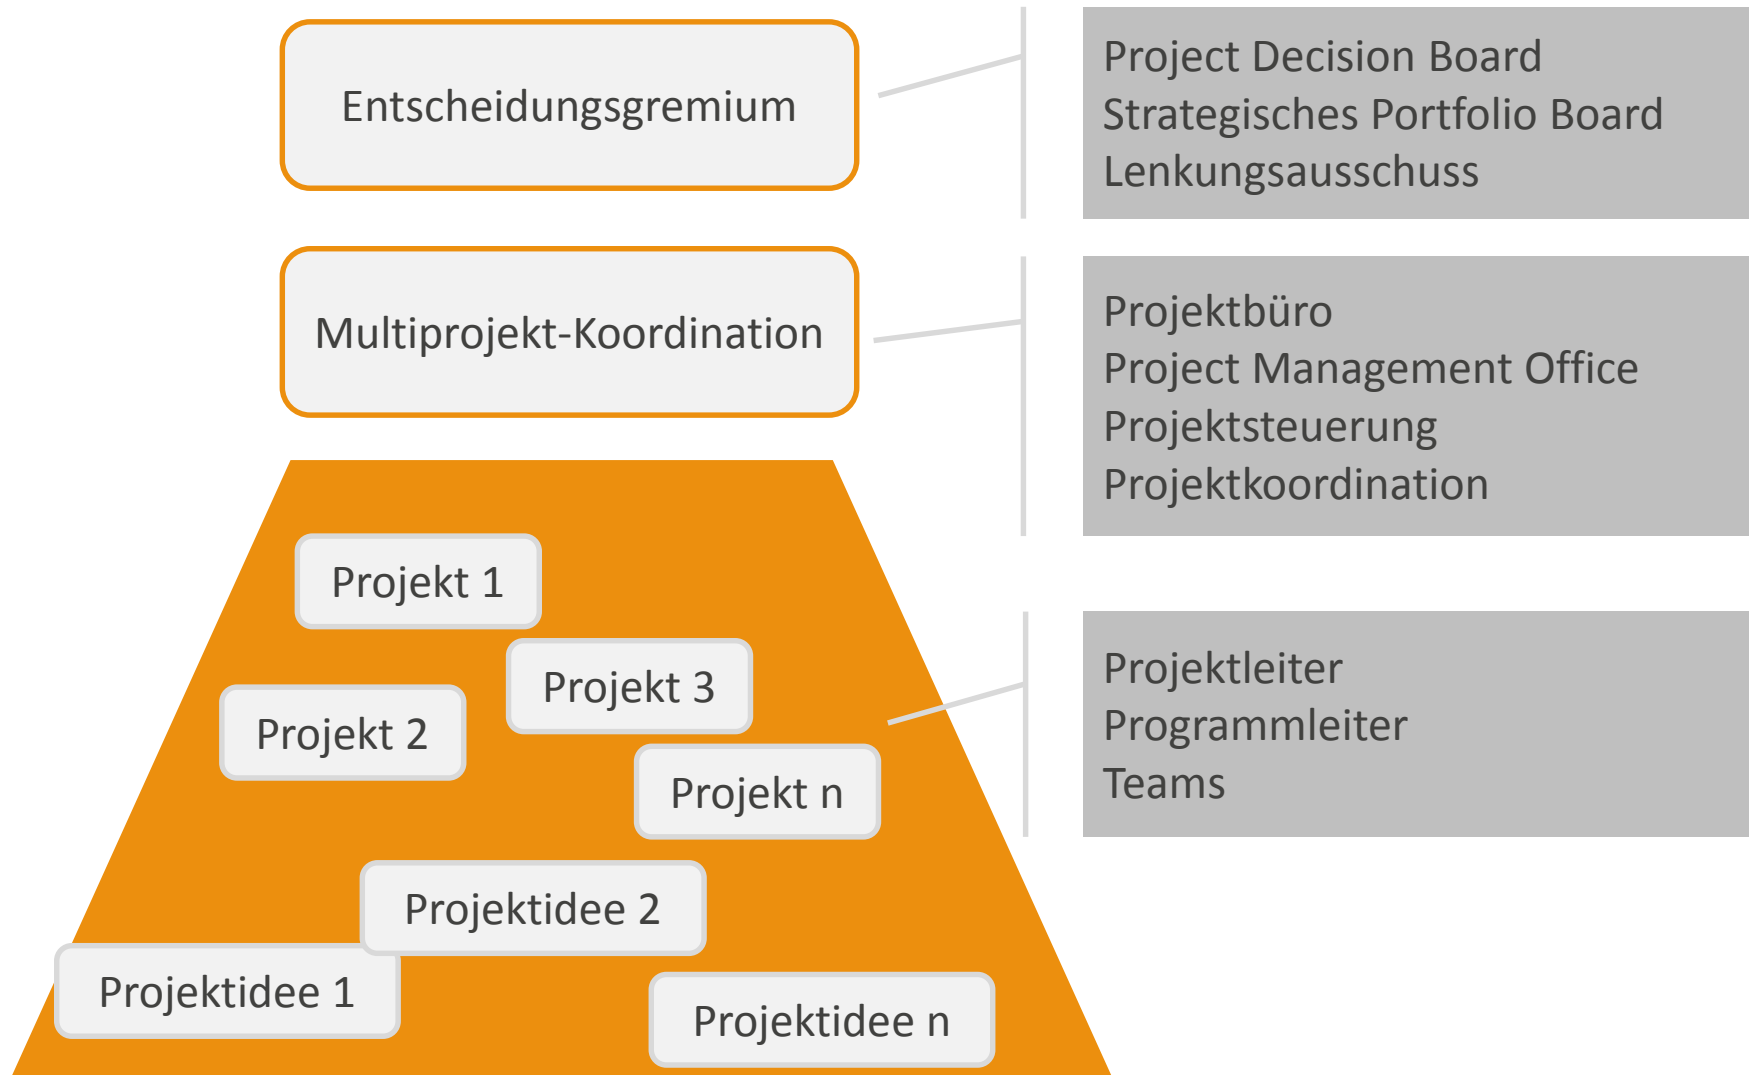 Entscheidungsgremium
Project Decision Board
Strategisches Portfolio Board
Lenkungsausschuss
Multiprojekt-Koordination
Projektbüro
Project Management Office
Projektsteuerung
Projektkoordination
Projekt 1
Projekt 3
Projekt 2
Projekt n
Projektleiter
Programmleiter
Teams
Projektidee 2
Projektidee 1
Projektidee n